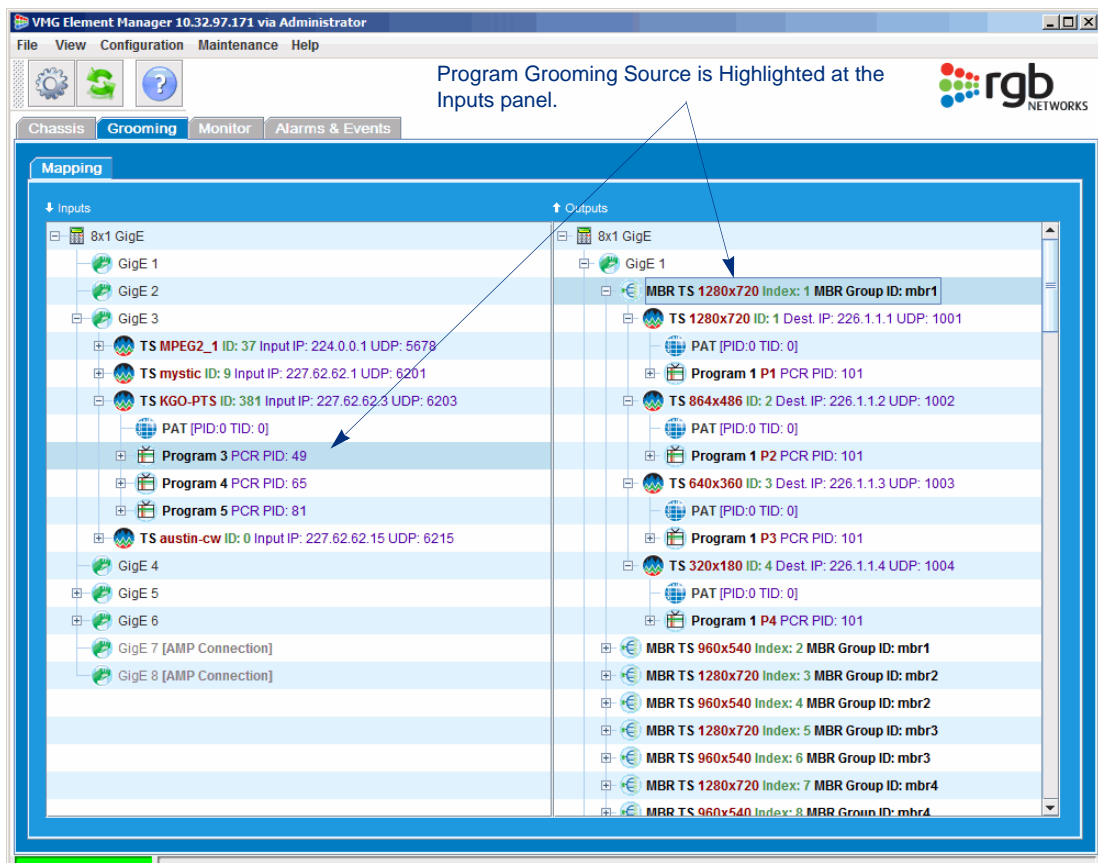 VMG Element Manager 10.32.97.171 via Administrator
File View Configuration Maintenance Help
Program Grooming Source is Highlighted at the
Inputs panel.
rgb
NETWORKS
Chassis Grooming Monitor Alarms & Events
Mapping
Inputs
8x1 GigE
GigE 1
GigE 2
GigE 3
TS MPEG2_1 ID: 37 Input IP: 224.0.0.1 UDP: 5678
TS mystic ID: 9 Input IP: 227.62.62.1 UDP: 6201
TS KGO-PTS ID: 381 Input IP: 227.62.62.3 UDP: 6203
PAT [PID:0 TID: 0]
Program 3 PCR PID: 49
Program 4 PCR PID: 65
Program 5 PCR PID: 81
TS austin-cw ID: 0 Input IP: 227.62.62.15 UDP: 6215
GigE 4
GigE 5
GigE 6
GigE 7 [AMP Connection]
GigE 8 [AMP Connection]
Outputs
8x1 GigE
GigE 1
MBR TS 1280x720 Index: 1 MBR Group ID: mbr1
TS 1280x720 ID: 1 Dest. IP: 226.1.1.1 UDP: 1001
PAT [PID:0 TID: 0]
Program 1 P1 PCR PID: 101
TS 864x486 ID: 2 Dest. IP: 226.1.1.2 UDP: 1002
PAT [PID:0 TID: 0]
Program 1 P2 PCR PID: 101
TS 640x360 ID: 3 Dest. IP: 226.1.1.3 UDP: 1003
PAT [PID:0 TID: 0]
Program 1 P3 PCR PID: 101
TS 320x180 ID: 4 Dest. IP: 226.1.1.4 UDP: 1004
PAT [PID:0 TID: 0]
Program 1 P4 PCR PID: 101
MBR TS 960x540 Index: 2 MBR Group ID: mbr1
MBR TS 1280x720 Index: 3 MBR Group ID: mbr2
MBR TS 960x540 Index: 4 MBR Group ID: mbr2
MBR TS 1280x720 Index: 5 MBR Group ID: mbr3
MBR TS 960x540 Index: 6 MBR Group ID: mbr3
MBR TS 1280x720 Index: 7 MBR Group ID: mbr4
MBR TS 960x540 Index: 8 MBR Group ID: mbr4